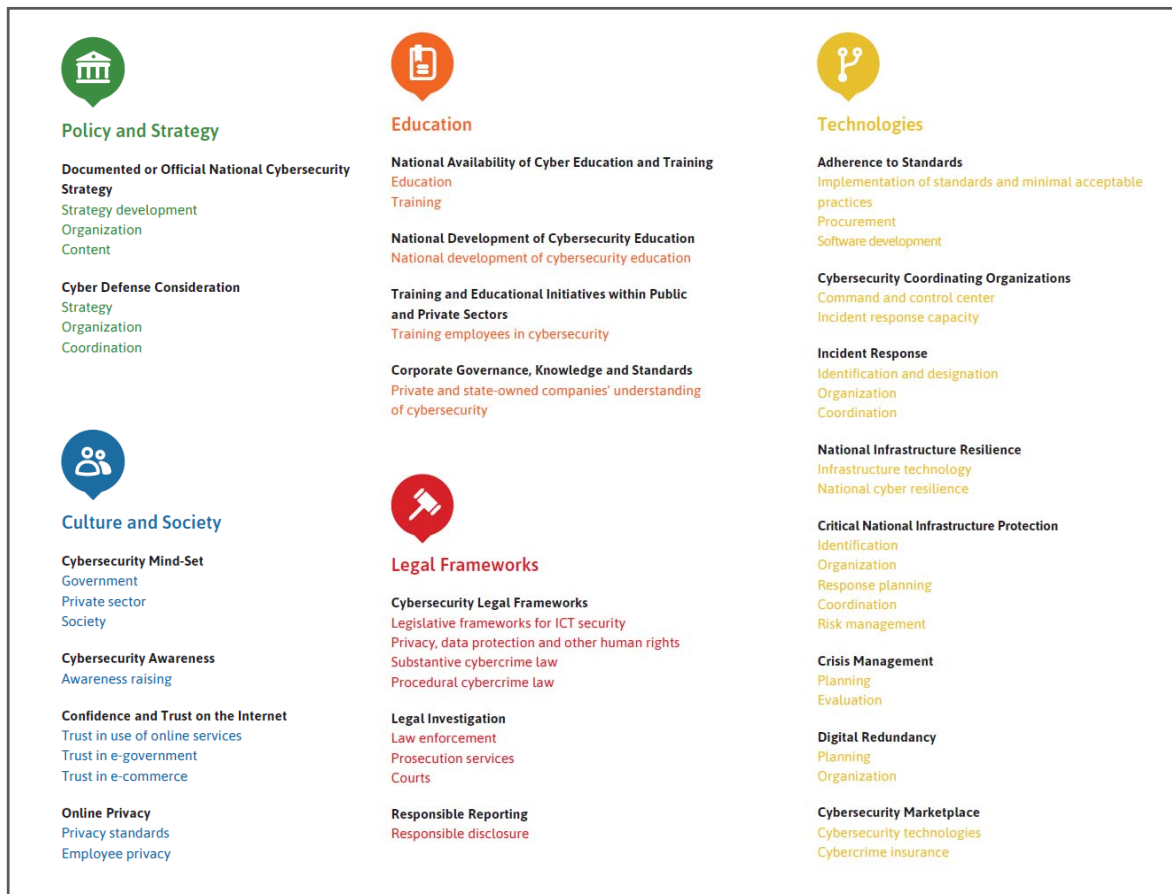 Policy and Strategy
Documented or Official National Cybersecurity
Strategy
Strategy development
Organization
Content
Cyber Defense Consideration
Strategy
Organization
Coordination
Culture and Society
Cybersecurity Mind-Set
Government
Private sector
Society
Cybersecurity Awareness
Awareness raising
Confidence and Trust on the Internet
Trust in use of online services
Trust in e-government
Trust in e-commerce
Online Privacy
Privacy standards
Employee privacy
Education
National Availability of Cyber Education and Training
Education
Training
National Development of Cybersecurity Education
National development of cybersecurity education
Training and Educational Initiatives within Public
and Private Sectors
Training employees in cybersecurity
Corporate Governance, Knowledge and Standards
Private and state-owned companies' understanding
of cybersecurity
Legal Frameworks
Cybersecurity Legal Frameworks
Legislative frameworks for ICT security
Privacy, data protection and other human rights
Substantive cybercrime law
Procedural cybercrime law
Legal Investigation
Law enforcement
Prosecution services
Courts
Responsible Reporting
Responsible disclosure
Technologies
Adherence to Standards
Implementation of standards and minimal acceptable
practices
Procurement
Software development
Cybersecurity Coordinating Organizations
Command and control center
Incident response capacity
Incident Response
Identification and designation
Organization
Coordination
National Infrastructure Resilience
Infrastructure technology
National cyber resilience
Critical National Infrastructure Protection
Identification
Organization
Response planning
Coordination
Risk management
Crisis Management
Planning
Evaluation
Digital Redundancy
Planning
Organization
Cybersecurity Marketplace
Cybersecurity technologies
Cybercrime insurance